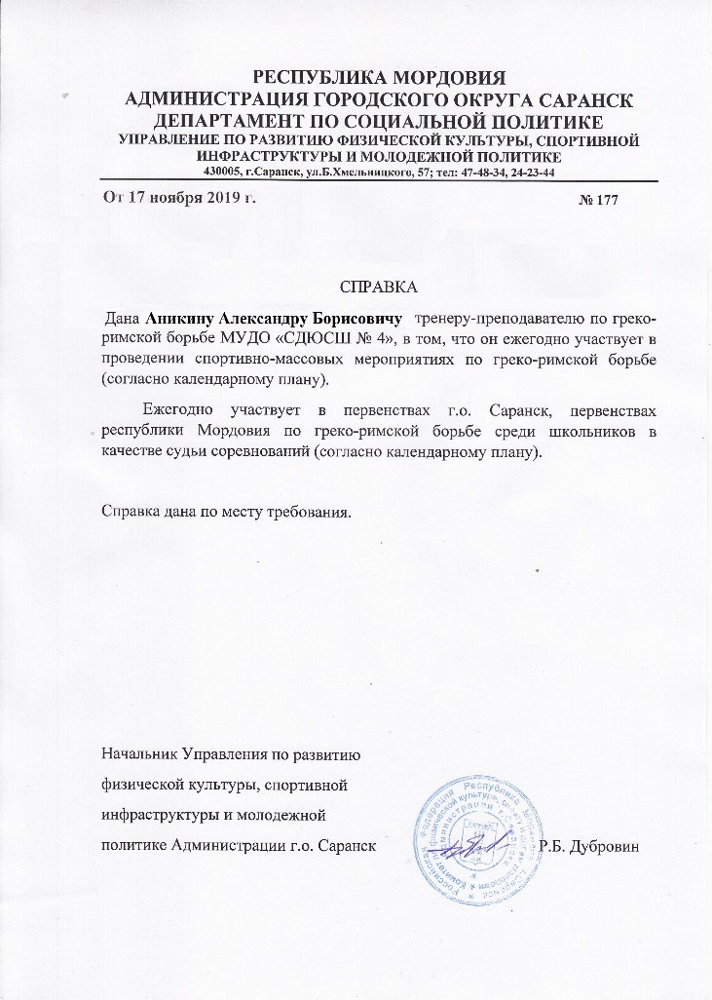 РЕСПУБЛИКА МОРДОВИЯ
АДМИНИСТРАЦИЯ ГОРОДСКОГО ОКРУГА САРАНСК
ДЕПАРТАМЕНТ ПО СОЦИАЛЬНОЙ ПОЛИТИКЕ
УПРАВЛЕНИЕ ПО РАЗВИТИЮ ФИЗИЧЕСКОЙ КУЛЬТУРЫ, СПОРТИВНОЙ
ИНФРАСТРУКТУРЫ И МОЛОДЕЖНОЙ ПОЛИТИКЕ
430005, г.Саранск, ул.Б.Хмельницкого, 57; тел: 47-48-34, 24-23-44
От 17 ноября 2019 г. № 177
СПРАВКА
Дана Аникину Александру Борисовичу тренеру-преподавателю по греко-
римской борьбе МУДО «СДЮСШ № 4», в том, что он ежегодно участвует в
проведении спортивно-массовых мероприятиях по греко-римской борьбе
(согласно календарному плану).
Ежегодно участвует в первенствах г.о. Саранск, первенствах
республики Мордовия по греко-римской борьбе среди школьников в
качестве судьи соревнований (согласно календарному плану).
Справка дана по месту требования.
Начальник Управления по развитию
физической культуры, спортивной
инфраструктуры и молодежной
политике Администрации г.о. Саранск Р.Б. Дубровин
Российская Федерация Республика